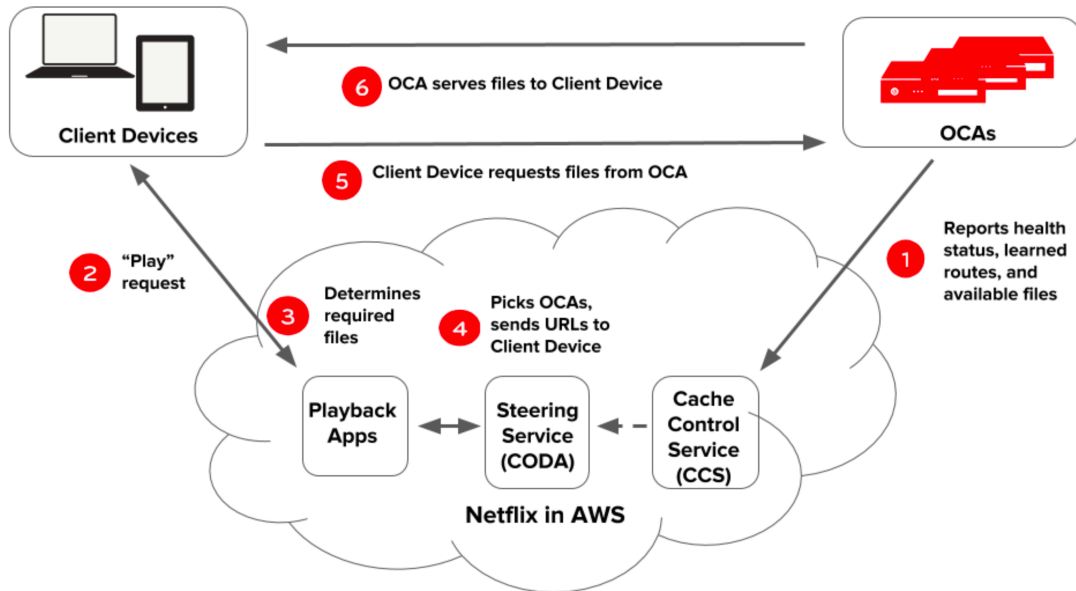 Client Devices
OCAs
6
OCA serves files to Client Device
5
Client Device requests files from OCA
1
Reports health
status, learned
routes, and
available files
2
“Play”
request
3
Determines
required
files
4
Picks OCAs,
sends URLs to
Client Device
Playback
Apps
Steering
Service
(CODA)
Cache
Control
Service
(CCS)
Netflix in AWS